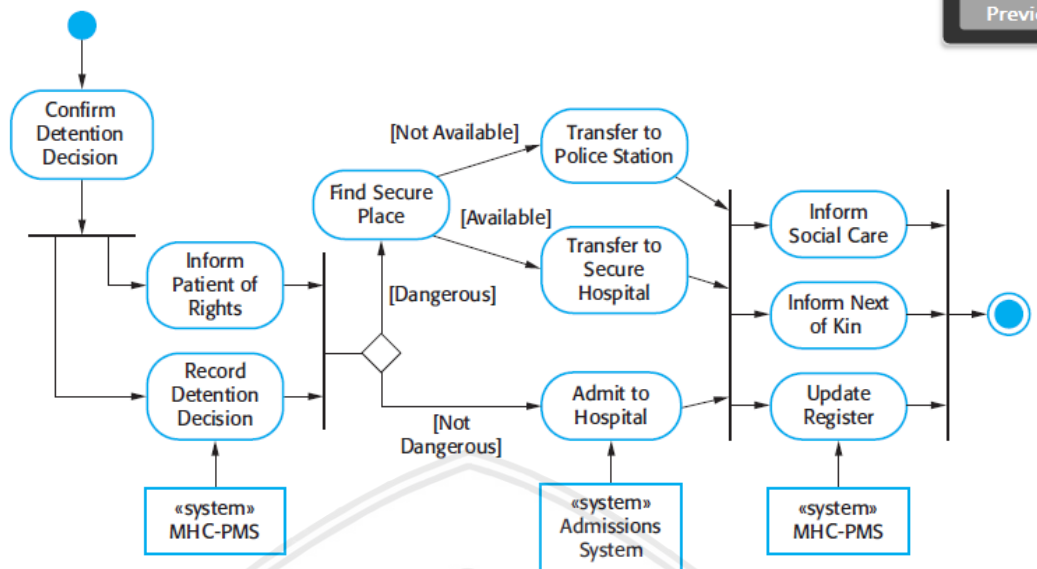 Previ
Confirm
Detention
Decision
[Not Available]
Transfer to
Police Station
Find Secure
Place
[Available]
Inform
Social Care
Inform
Patient of
Rights
Transfer to
Secure
Hospital
[Dangerous]
Inform Next
of Kin
Record
Detention
Decision
Admit to
Hospital
Update
Register
[Not
Dangerous]
«system»
MHC-PMS
«system»
Admissions
System
«system»
MHC-PMS